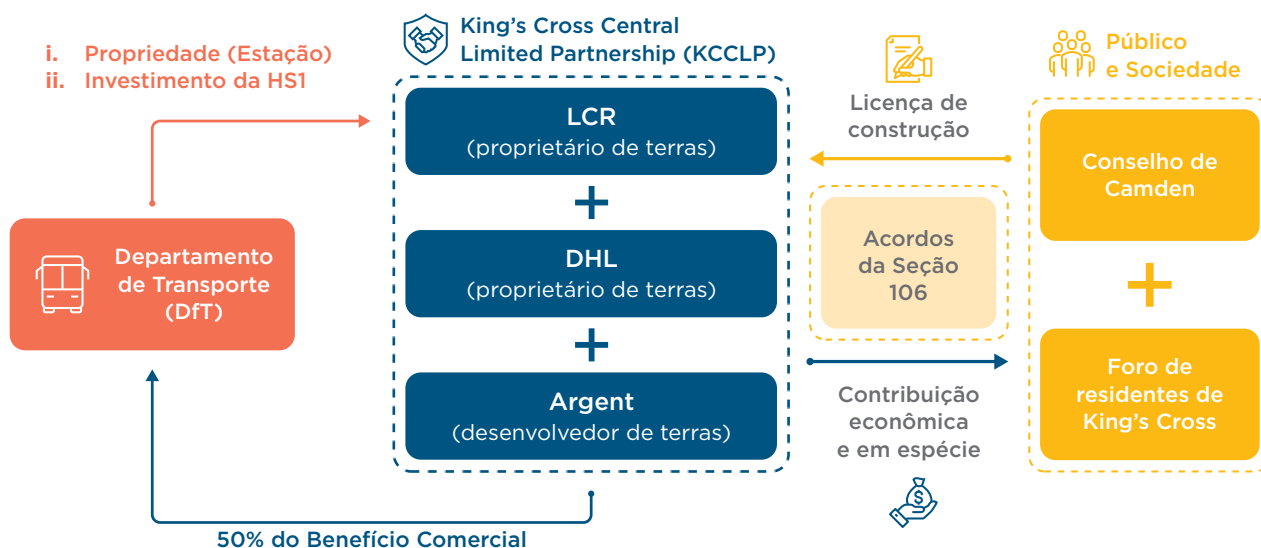 i. Propriedade (Estação)
ii. Investimento da HS1
Departamento
de Transporte
(DfT)
50% do Benefício Comercial
King's Cross Central
Limited Partnership (KCCLP)
LCR
(proprietário de terras)
+
DHL
(proprietário de terras)
+
Argent
(desenvolvedor de terras)
Licença de
construção
Acordos
da Seção
106
Contribuição
econômica
e em espécie
$
Público
e Sociedade
Conselho de
Camden
+
Foro de
residentes de
King's Cross